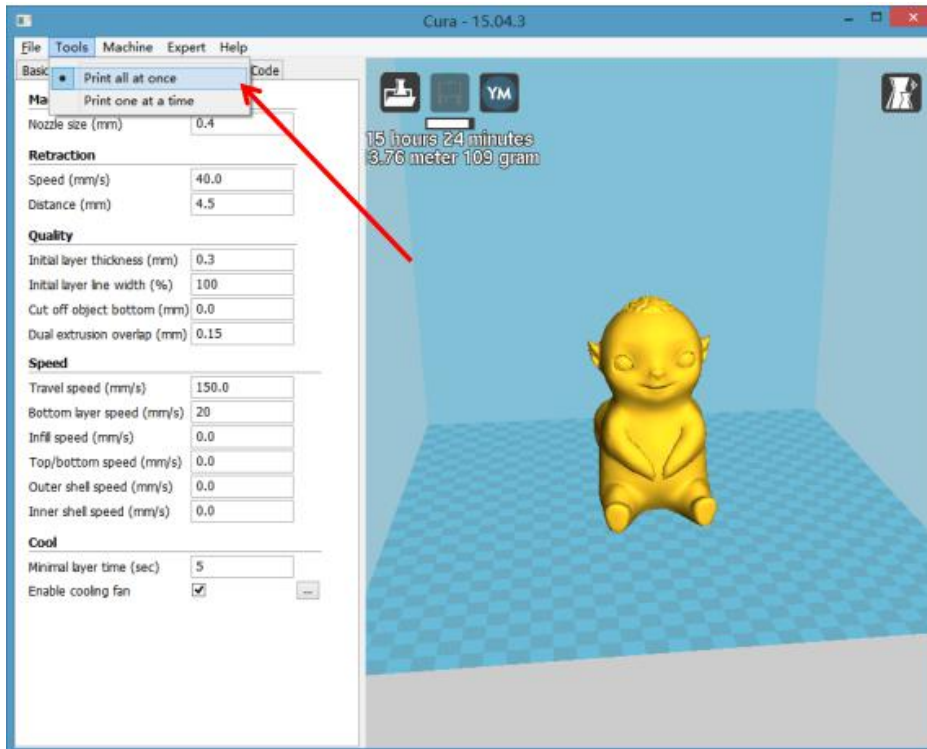 Cura - 15.04.3
File Tools Machine Expert Help
Print all at once
Print one at a time
Nozzle size (mm) 0.4
Retraction
Speed (mm/s) 40.0
Distance (mm) 4.5
Quality
Initial layer thickness (mm) 0.3
Initial layer line width (%) 100
Cut off object bottom (mm) 0.0
Dual extrusion overlap (mm) 0.15
Speed
Travel speed (mm/s) 150.0
Bottom layer speed (mm/s) 20
Infill speed (mm/s) 0.0
Top/bottom speed (mm/s) 0.0
Outer shell speed (mm/s) 0.0
Inner shell speed (mm/s) 0.0
Cool
Minimal layer time (sec) 5
Enable cooling fan ...
YM
15 hours 24 minutes
3.76 meter 109 gram